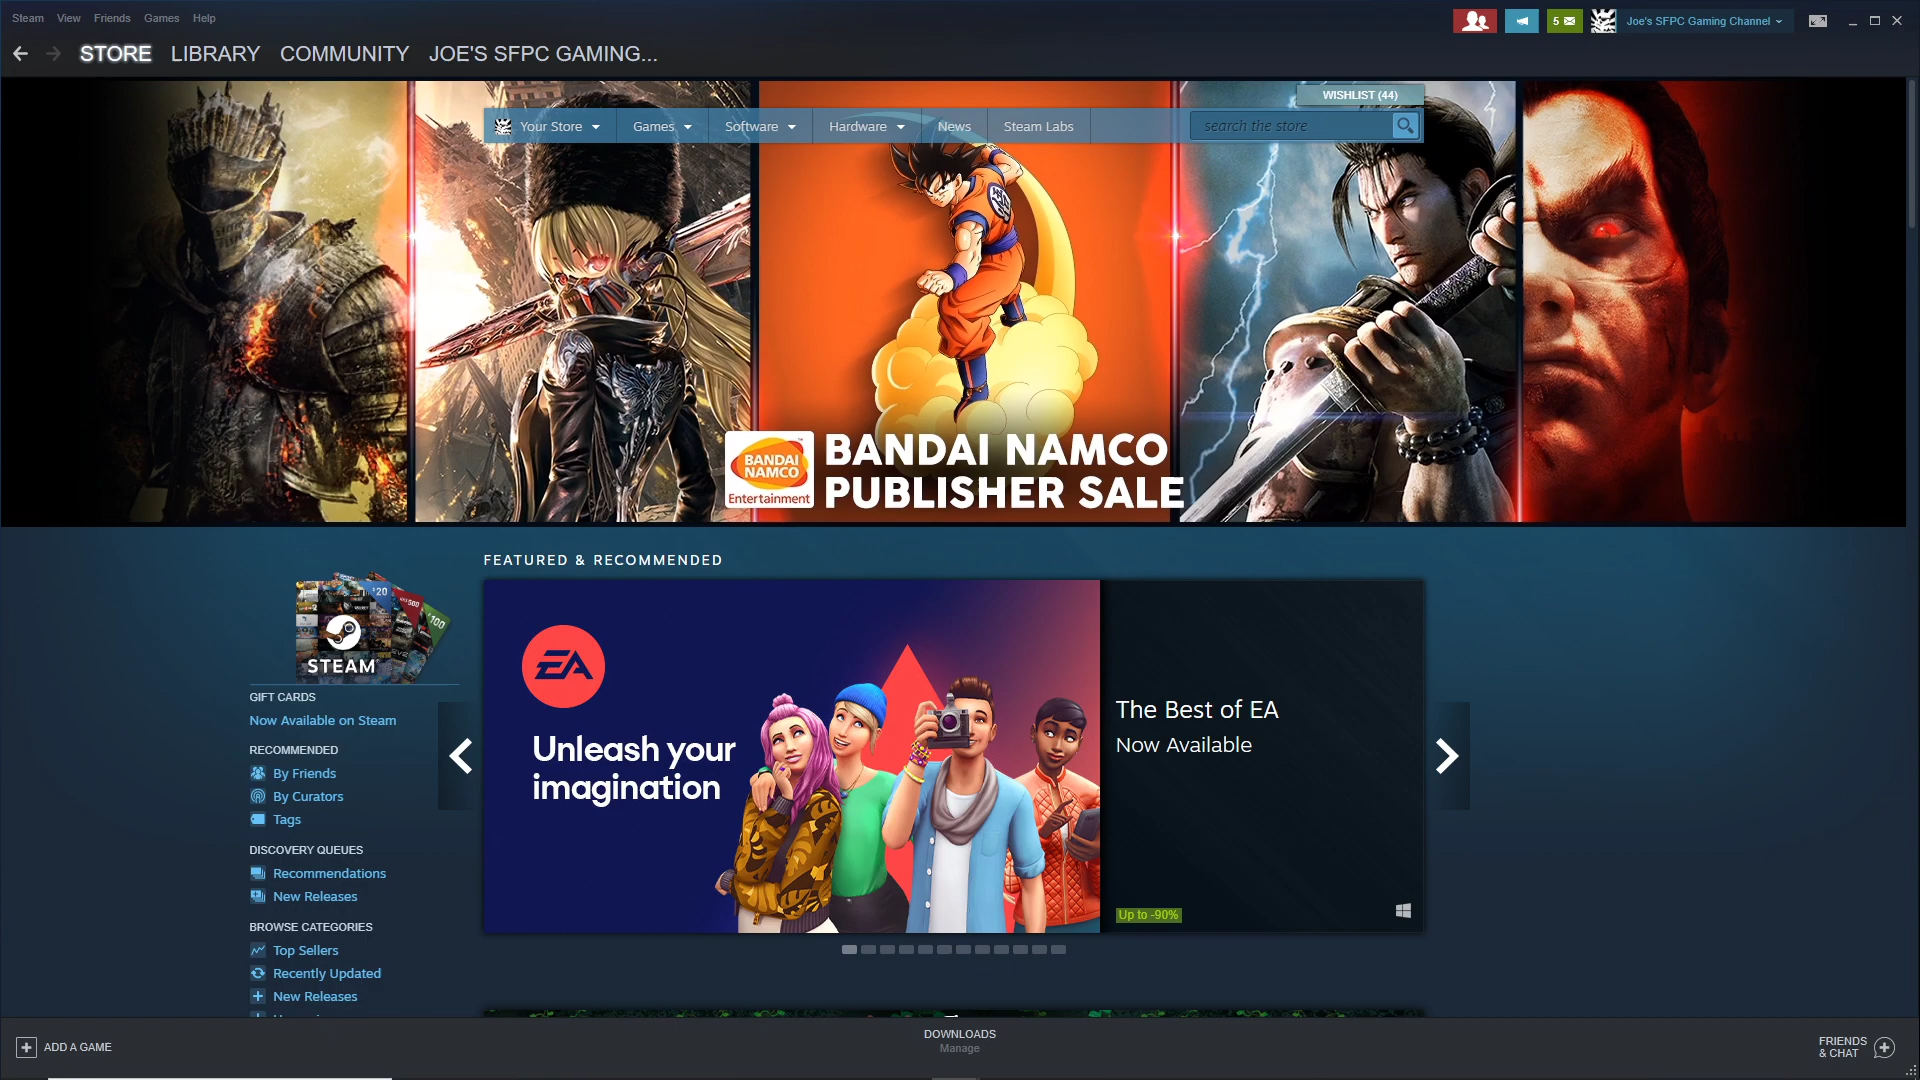 Steam View Friends Games Help
5
Joe's SFPC Gaming Channel
STORE LIBRARY COMMUNITY JOE'S SFPC GAMING...
WISHLIST (44)
Your Store Games Software Hardware News Steam Labs search the store
BANDAI NAMCO Entertainment
BANDAI NAMCO
PUBLISHER SALE
FEATURED & RECOMMENDED
20 500 100
STEAM
GIFT CARDS
Now Available on Steam
RECOMMENDED
By Friends
By Curators
Tags
DISCOVERY QUEUES
Recommendations
New Releases
BROWSE CATEGORIES
Top Sellers
Recently Updated
New Releases
EA
Unleash your
imagination
The Best of EA
Now Available
Up to -90%
ADD A GAME
DOWNLOADS
Manage
FRIENDS
& CHAT